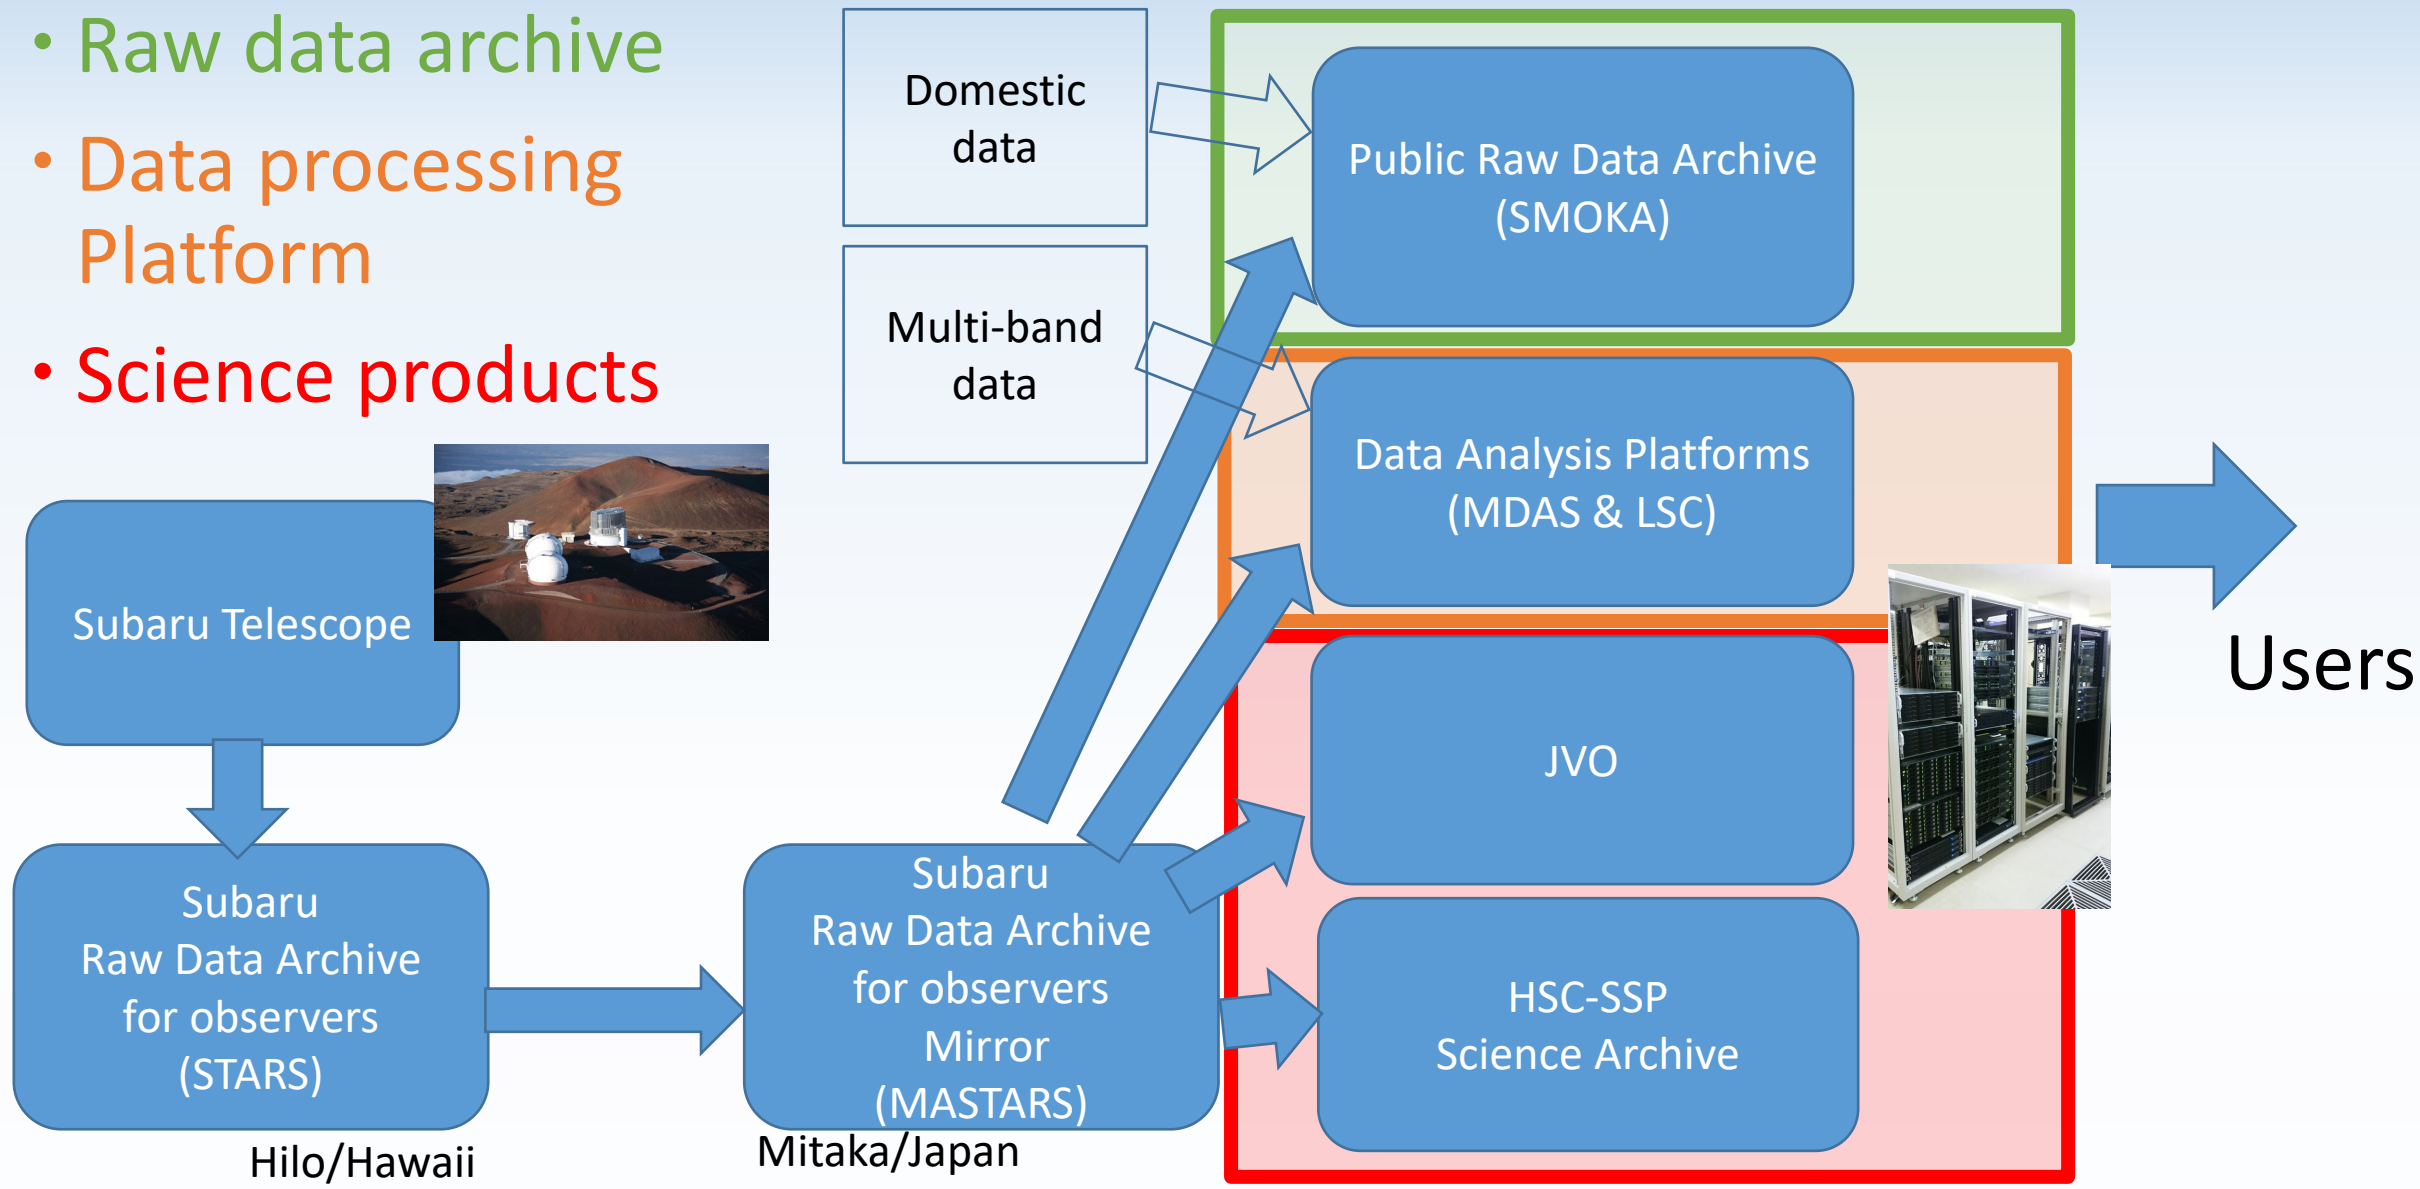 • Raw data archive
• Data processing
Platform
• Science products
Domestic
data
Multi-band
data
Public Raw Data Archive
(SMOKA)
Data Analysis Platforms
(MDAS & LSC)
JVO
HSC-SSP
Science Archive
Users
Subaru Telescope
Subaru
Raw Data Archive
for observers
(STARS)
Hilo/Hawaii
Subaru
Raw Data Archive
for observers
Mirror
(MASTARS)
Mitaka/Japan